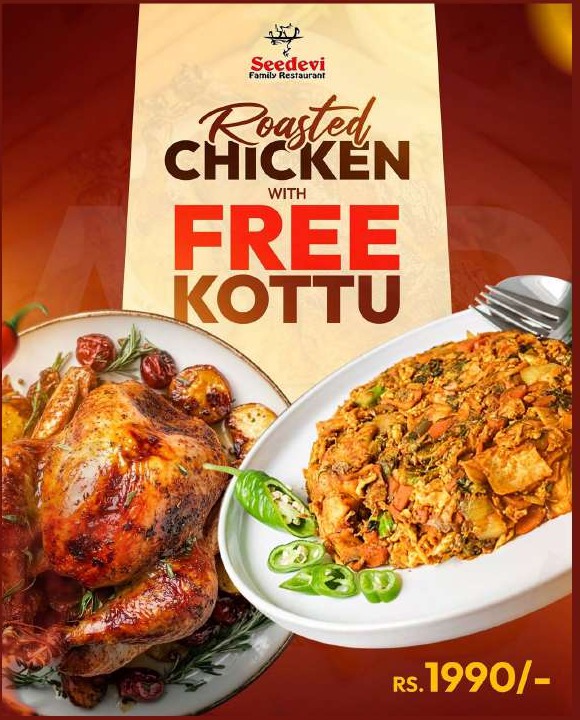 Seedevi
Family Restaurant
Roasted
CHICKEN
WITH
FREE
KOTTU
RS.1990/-